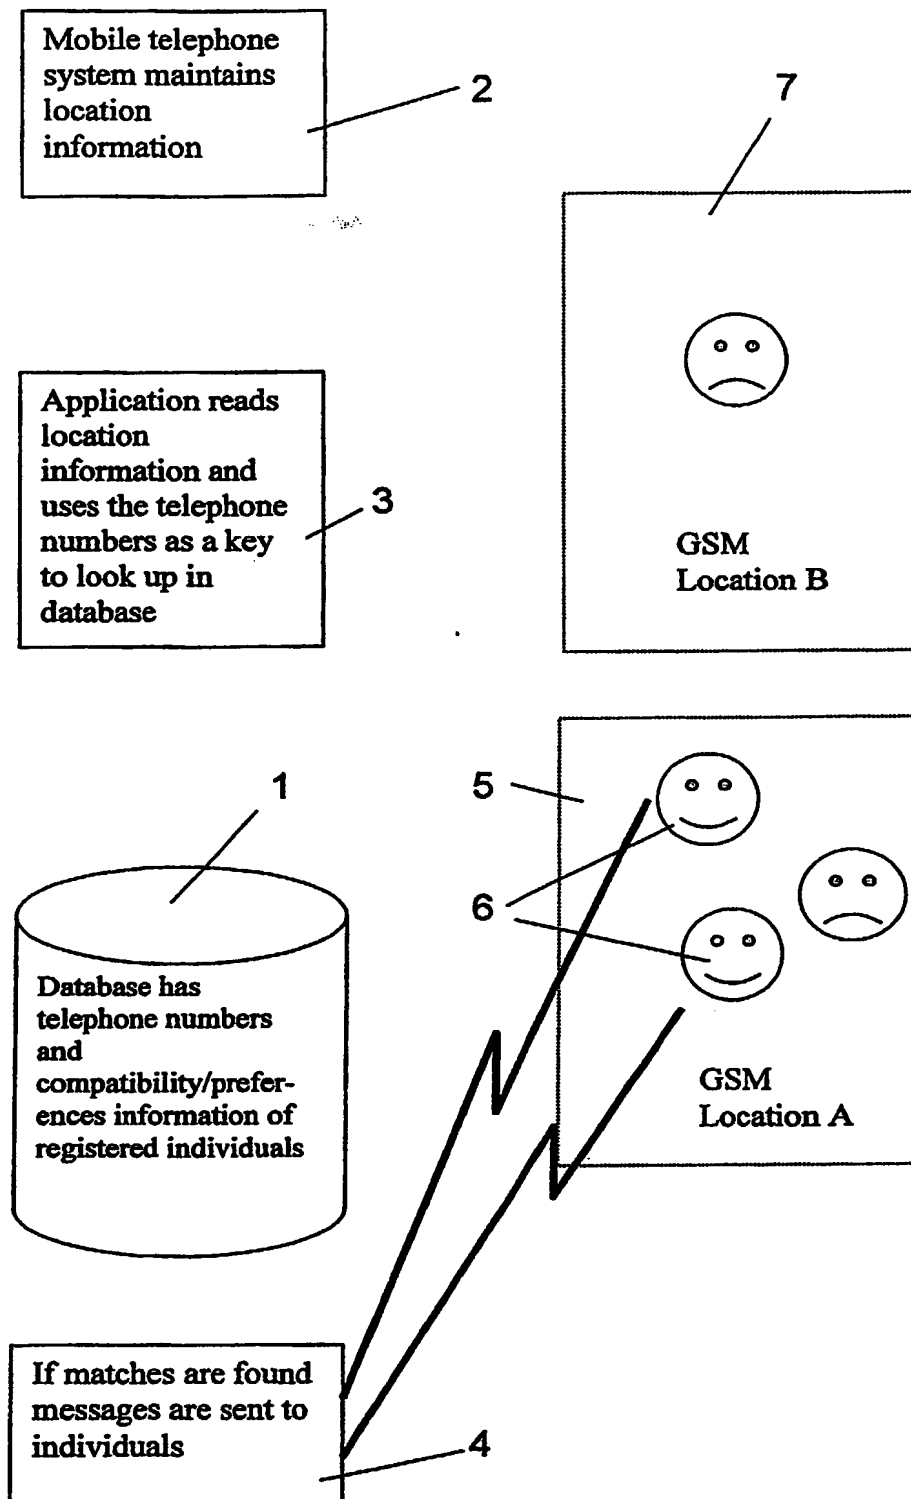 Mobile telephone
system maintains
location
information
2
7
Application reads
location
information and
uses the telephone
numbers as a key
to look up in
database
3
GSM
Location B
1
5
6
Database has
telephone numbers
and
compatibility/prefer-
ences information of
registered individuals
GSM
Location A
If matches are found
messages are sent to
individuals
4